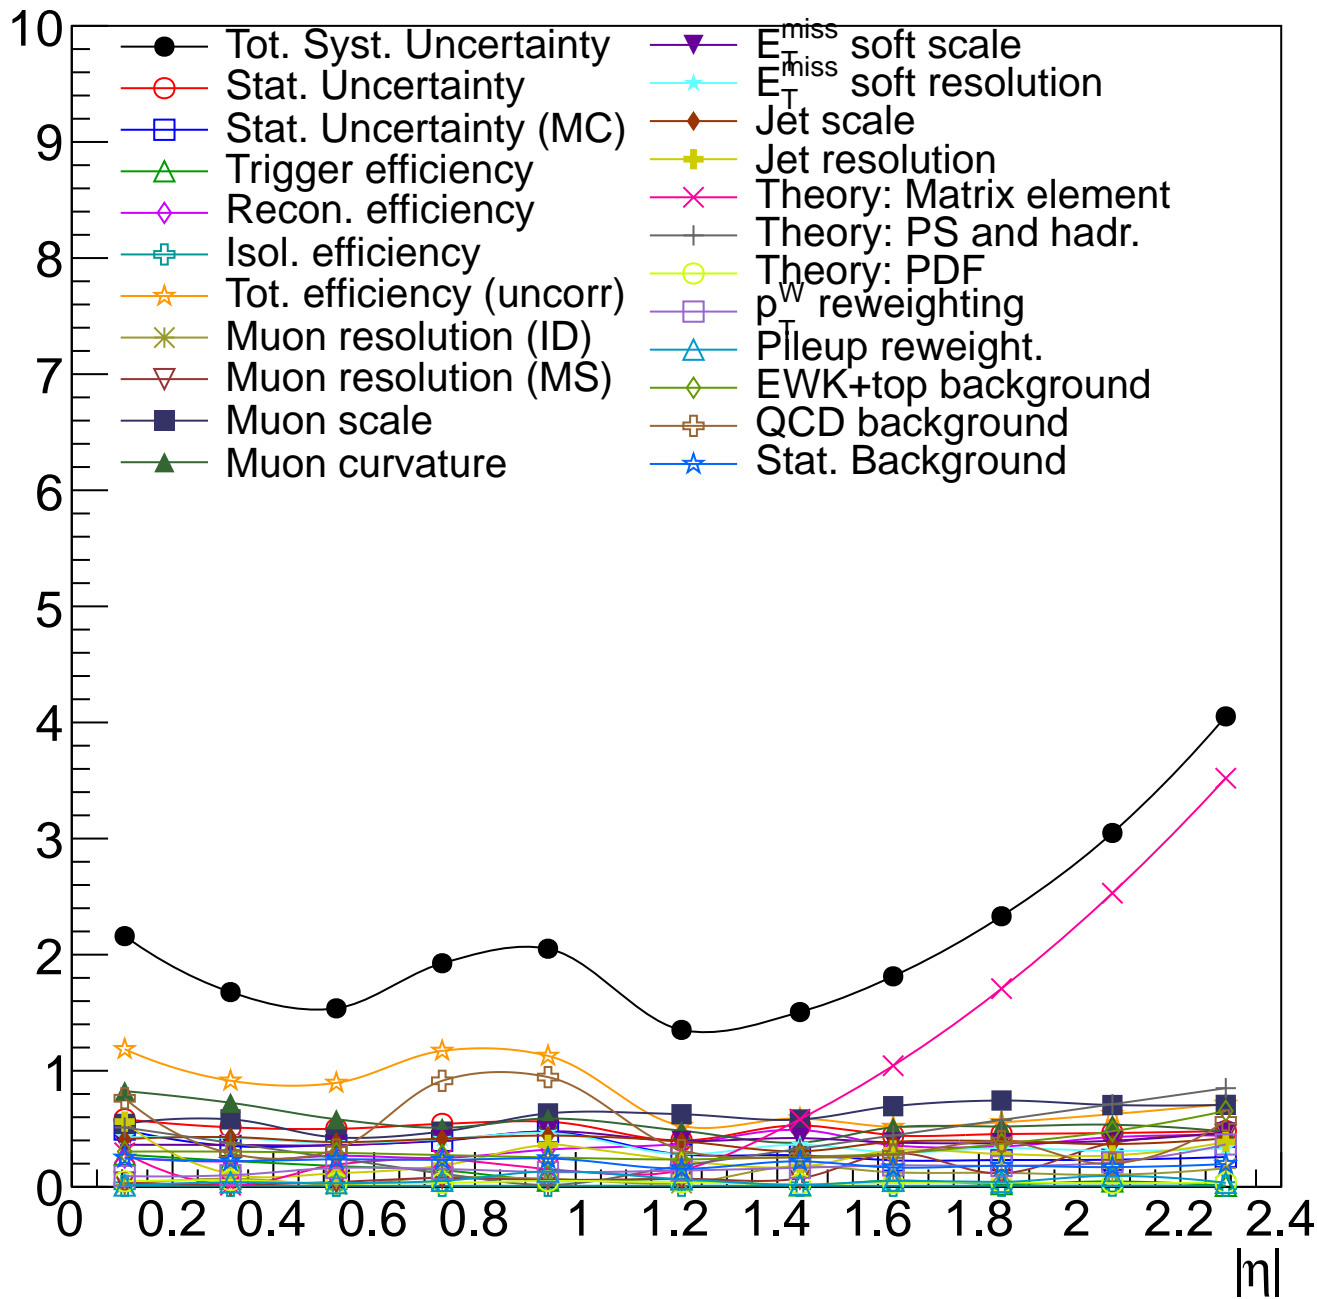 10
9
8
7
6
5
4
3
2
1
0
Tot. Syst. Uncertainty
Stat. Uncertainty
Stat. Uncertainty (MC)
Trigger efficiency
Recon. efficiency
Isol. efficiency
Tot. efficiency (uncorr)
Muon resolution (ID)
Muon resolution (MS)
Muon scale
Muon curvature
E_T^miss soft scale
E_T^miss soft resolution
Jet scale
Jet resolution
Theory: Matrix element
Theory: PS and hadr.
Theory: PDF
p_T^W reweighting
Pileup reweight.
EWK+top background
QCD background
Stat. Background
0 0.2 0.4 0.6 0.8 1 1.2 1.4 1.6 1.8 2 2.2 2.4
|η|